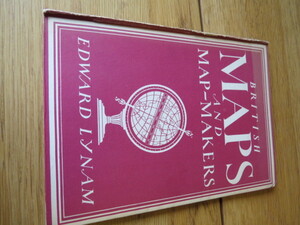 BRITISH
MAPS
AND
MAP-MAKERS
EDWARD LYNAM